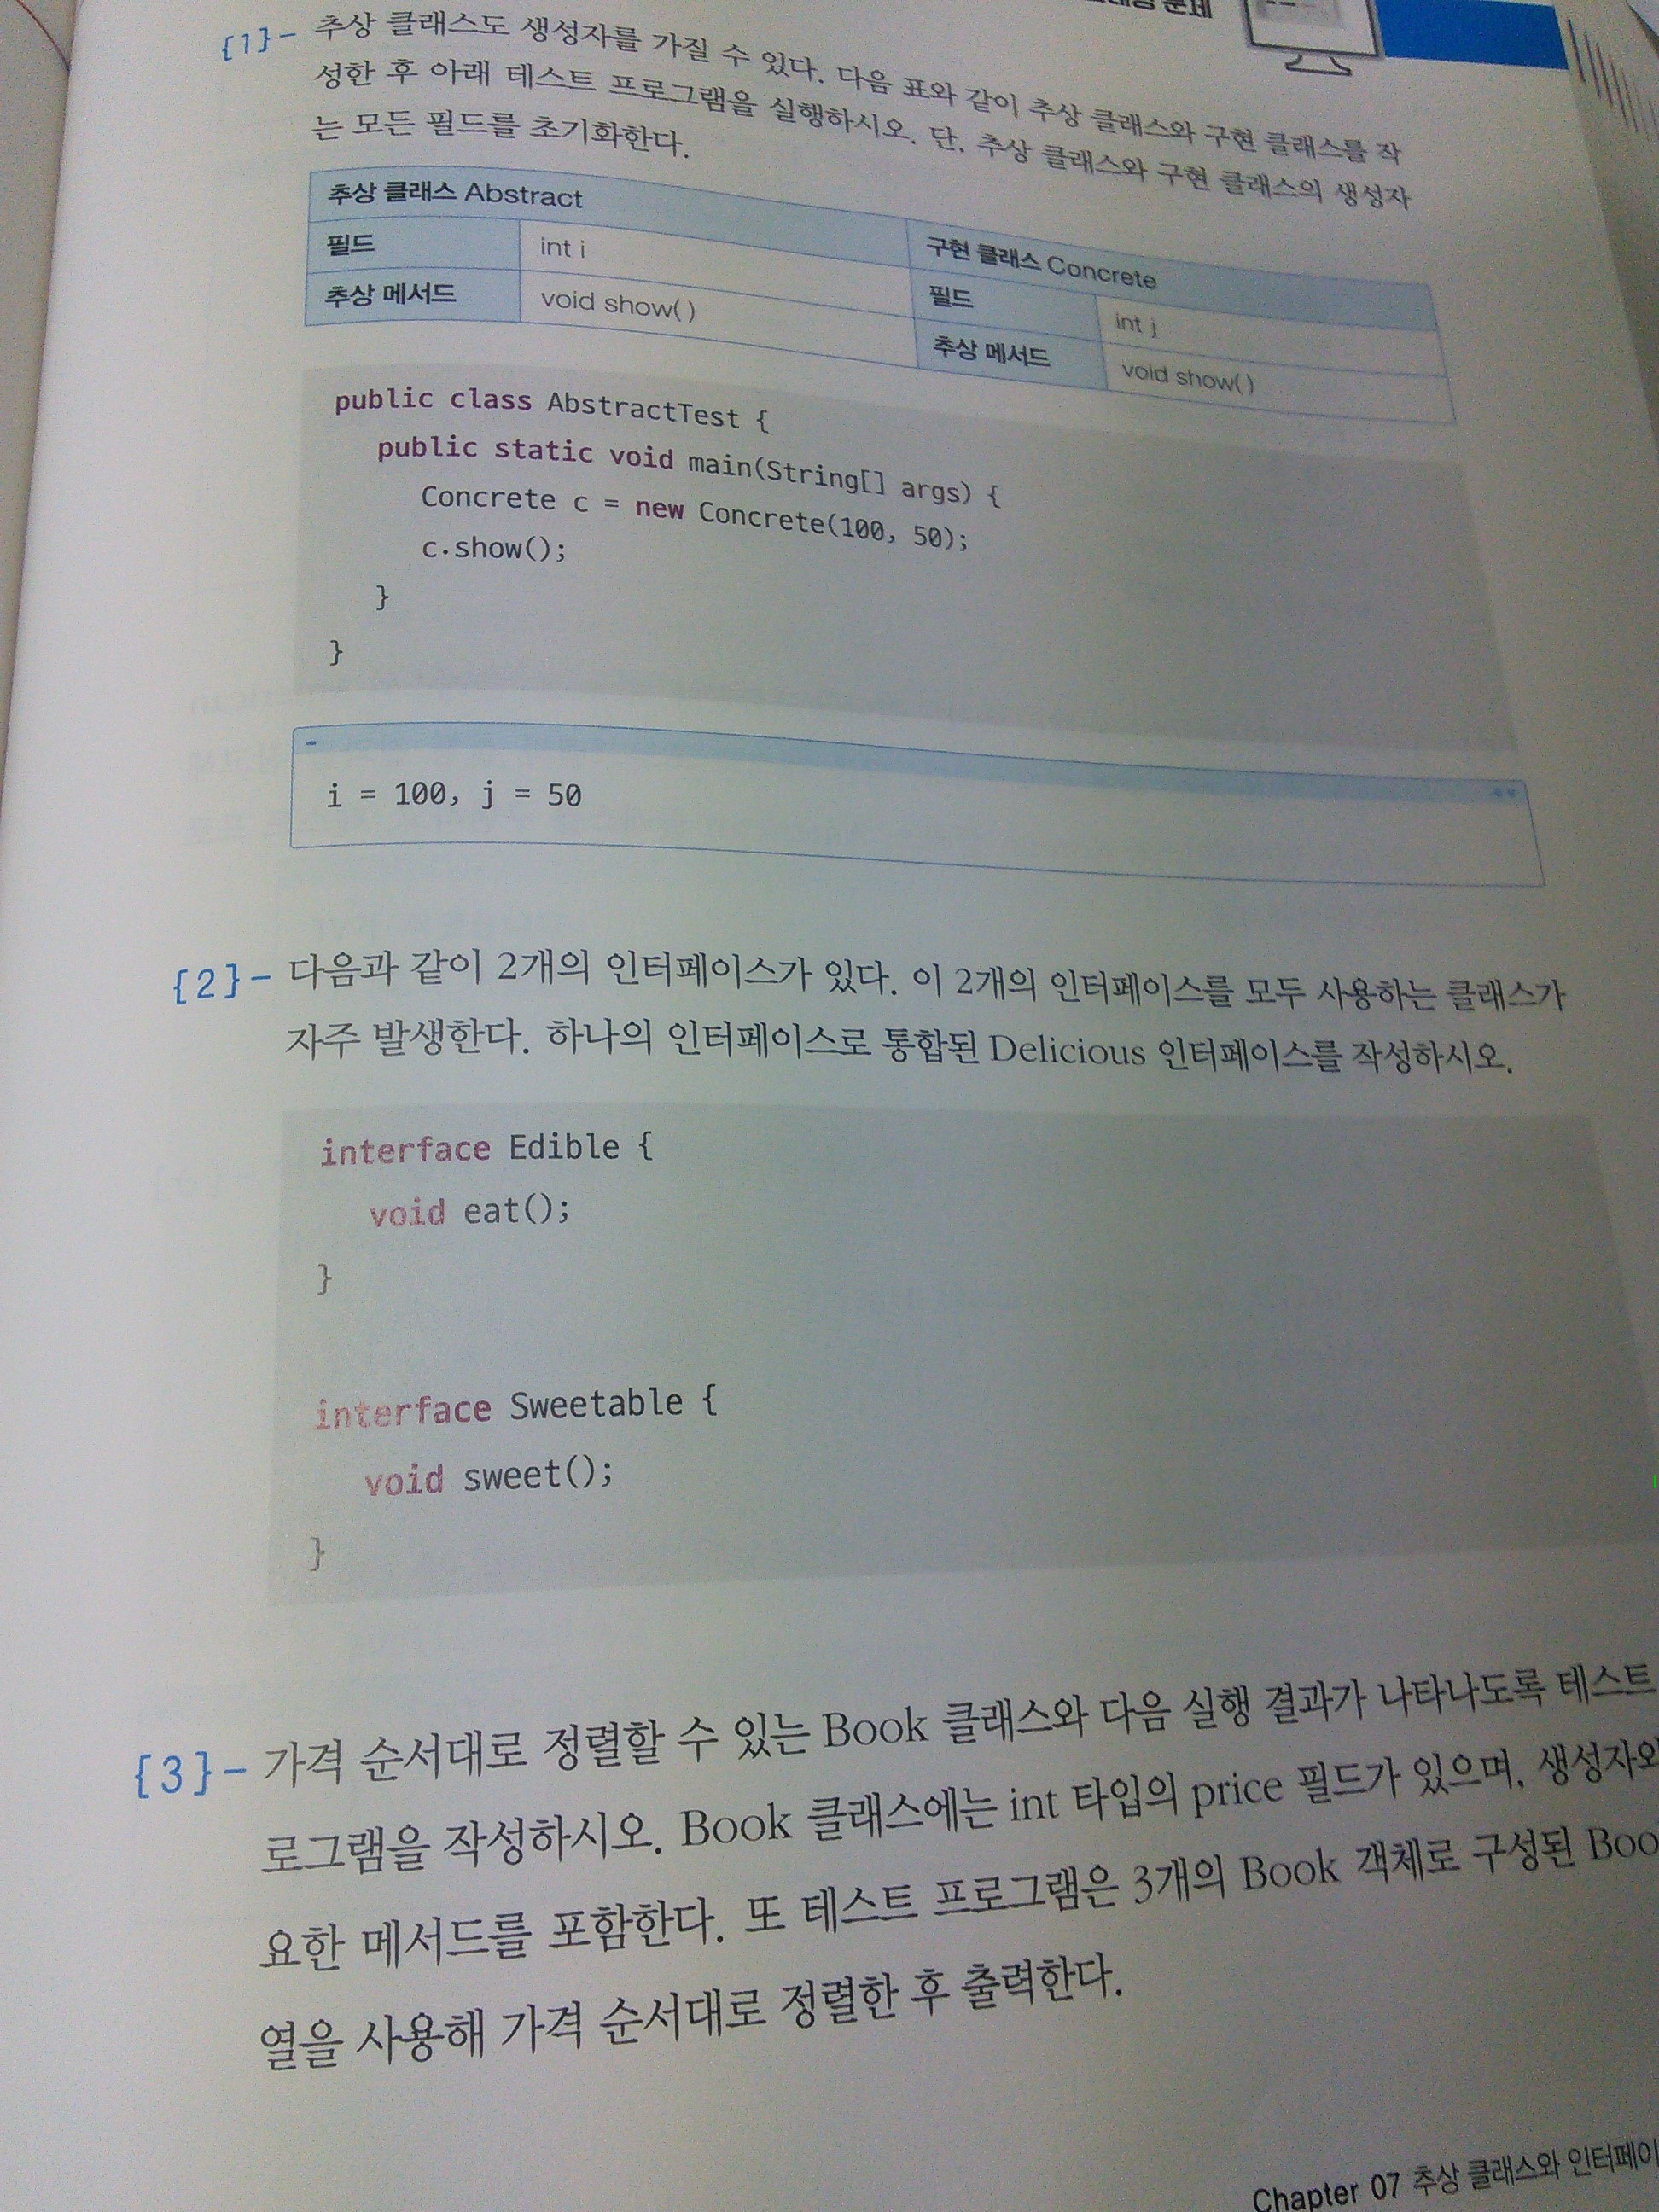 문제
{1}- 추상 클래스도 생성자를 가질 수 있다. 다음 표와 같이 추상 클래스와 구현 클래스를 작
성한 후 아래 테스트 프로그램을 실행하시오. 단, 추상 클래스와 구현 클래스의 생성자
는 모든 필드를 초기화한다.
추상 클래스 Abstract 구현 클래스 Concrete
필드 int i 필드 int j
추상 메서드 void show( ) 추상 메서드 void show( )
public class AbstractTest {
public static void main(String[] args) {
Concrete c = new Concrete(100, 50);
c.show();
}
}
i = 100, j = 50
{2}- 다음과 같이 2개의 인터페이스가 있다. 이 2개의 인터페이스를 모두 사용하는 클래스가
자주 발생한다. 하나의 인터페이스로 통합된 Delicious 인터페이스를 작성하시오.
interface Edible {
void eat();
}
interface Sweetable {
void sweet();
}
{3}- 가격 순서대로 정렬할 수 있는 Book 클래스와 다음 실행 결과가 나타나도록 테스트
로그램을 작성하시오. Book 클래스에는 int 타입의 price 필드가 있으며, 생성자와
요한 메서드를 포함한다. 또 테스트 프로그램은 3개의 Book 객체로 구성된 Boo
열을 사용해 가격 순서대로 정렬한 후 출력한다.
Chapter 07 추상 클래스와 인터페이